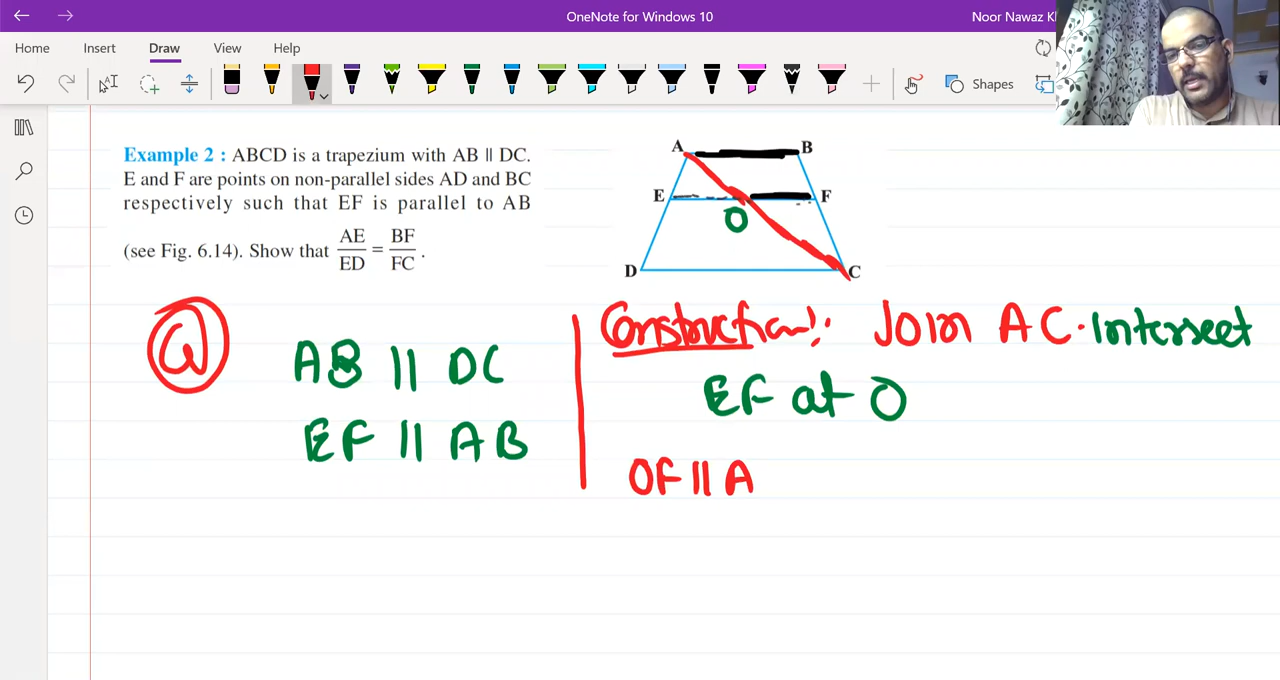 OneNote for Windows 10
Noor Nawaz Kh
Home Insert Draw View Help
Shapes
Example 2 : ABCD is a trapezium with AB || DC.
E and F are points on non-parallel sides AD and BC
respectively such that EF is parallel to AB
(see Fig. 6.14). Show that AE/ED = BF/FC .
A B
E F
O
D C
AB || DC
EF || AB
Construction: Join AC. Intersect
EF at O
OF || A